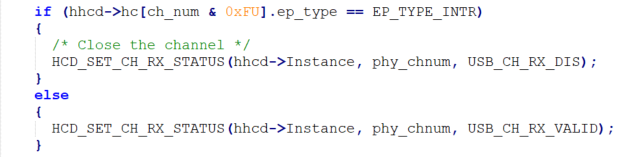 if (hhcd->hc[ch_num & 0xFU].ep_type == EP_TYPE_INTR)
{
  /* Close the channel */
  HCD_SET_CH_RX_STATUS(hhcd->Instance, phy_chnum, USB_CH_RX_DIS);
}
else
{
  HCD_SET_CH_RX_STATUS(hhcd->Instance, phy_chnum, USB_CH_RX_VALID);
}